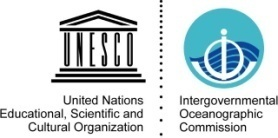 UNESCO
United Nations
Educational, Scientific and
Cultural Organization
Intergovernmental
Oceanographic
Commission